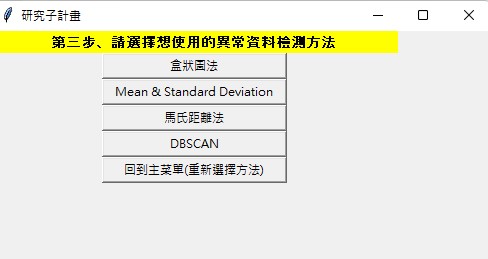 研究子計畫
第三步、請選擇想使用的異常資料檢測方法
盒狀圖法
Mean & Standard Deviation
馬氏距離法
DBSCAN
回到主菜單(重新選擇方法)